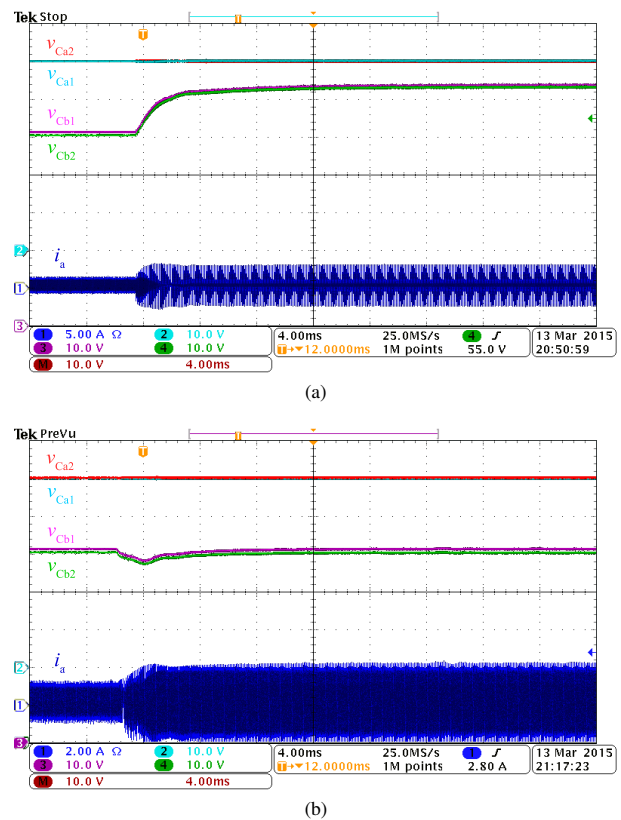 Tek Stop
T
T
vCa2
vCa1
vCb1
vCb2
2
ia
1
3
1 5.00 A Ω 2 10.0 V 4.00ms 25.0MS/s 4 55.0 V 13 Mar 2015
3 10.0 V 4 10.0 V T→▼12.0000ms 1M points 20:50:59
M 10.0 V 4.00ms
(a)
Tek PreVu
T
T
vCa2
vCa1
vCb1
vCb2
2
ia
1
3
1 2.00 A Ω 2 10.0 V 4.00ms 25.0MS/s 1 2.80 A 13 Mar 2015
3 10.0 V 4 10.0 V T→▼12.0000ms 1M points 21:17:23
M 10.0 V 4.00ms
(b)